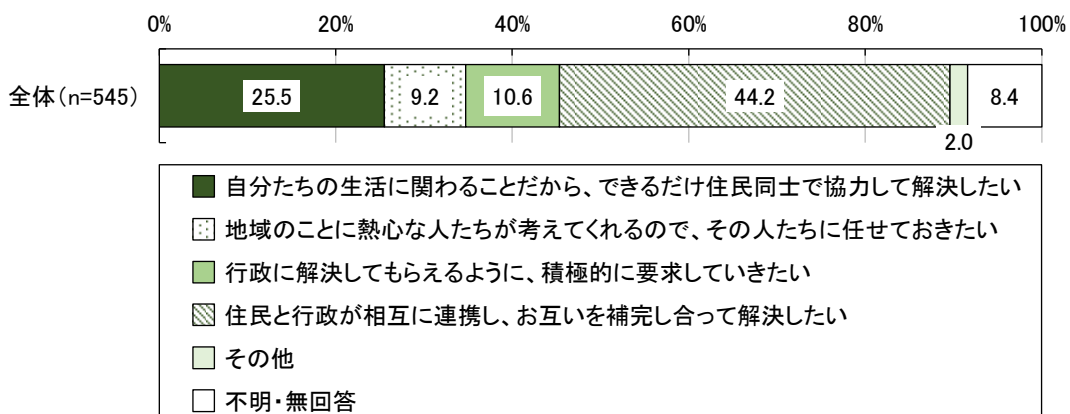 0% 20% 40% 60% 80% 100%
全体(n=545) 25.5 9.2 10.6 44.2 8.4
2.0
自分たちの生活に関わることだから、できるだけ住民同士で協力して解決したい
地域のことに熱心な人たちが考えてくれるので、その人たちに任せておきたい
行政に解決してもらえるように、積極的に要求していきたい
住民と行政が相互に連携し、お互いを補完し合って解決したい
その他
不明・無回答